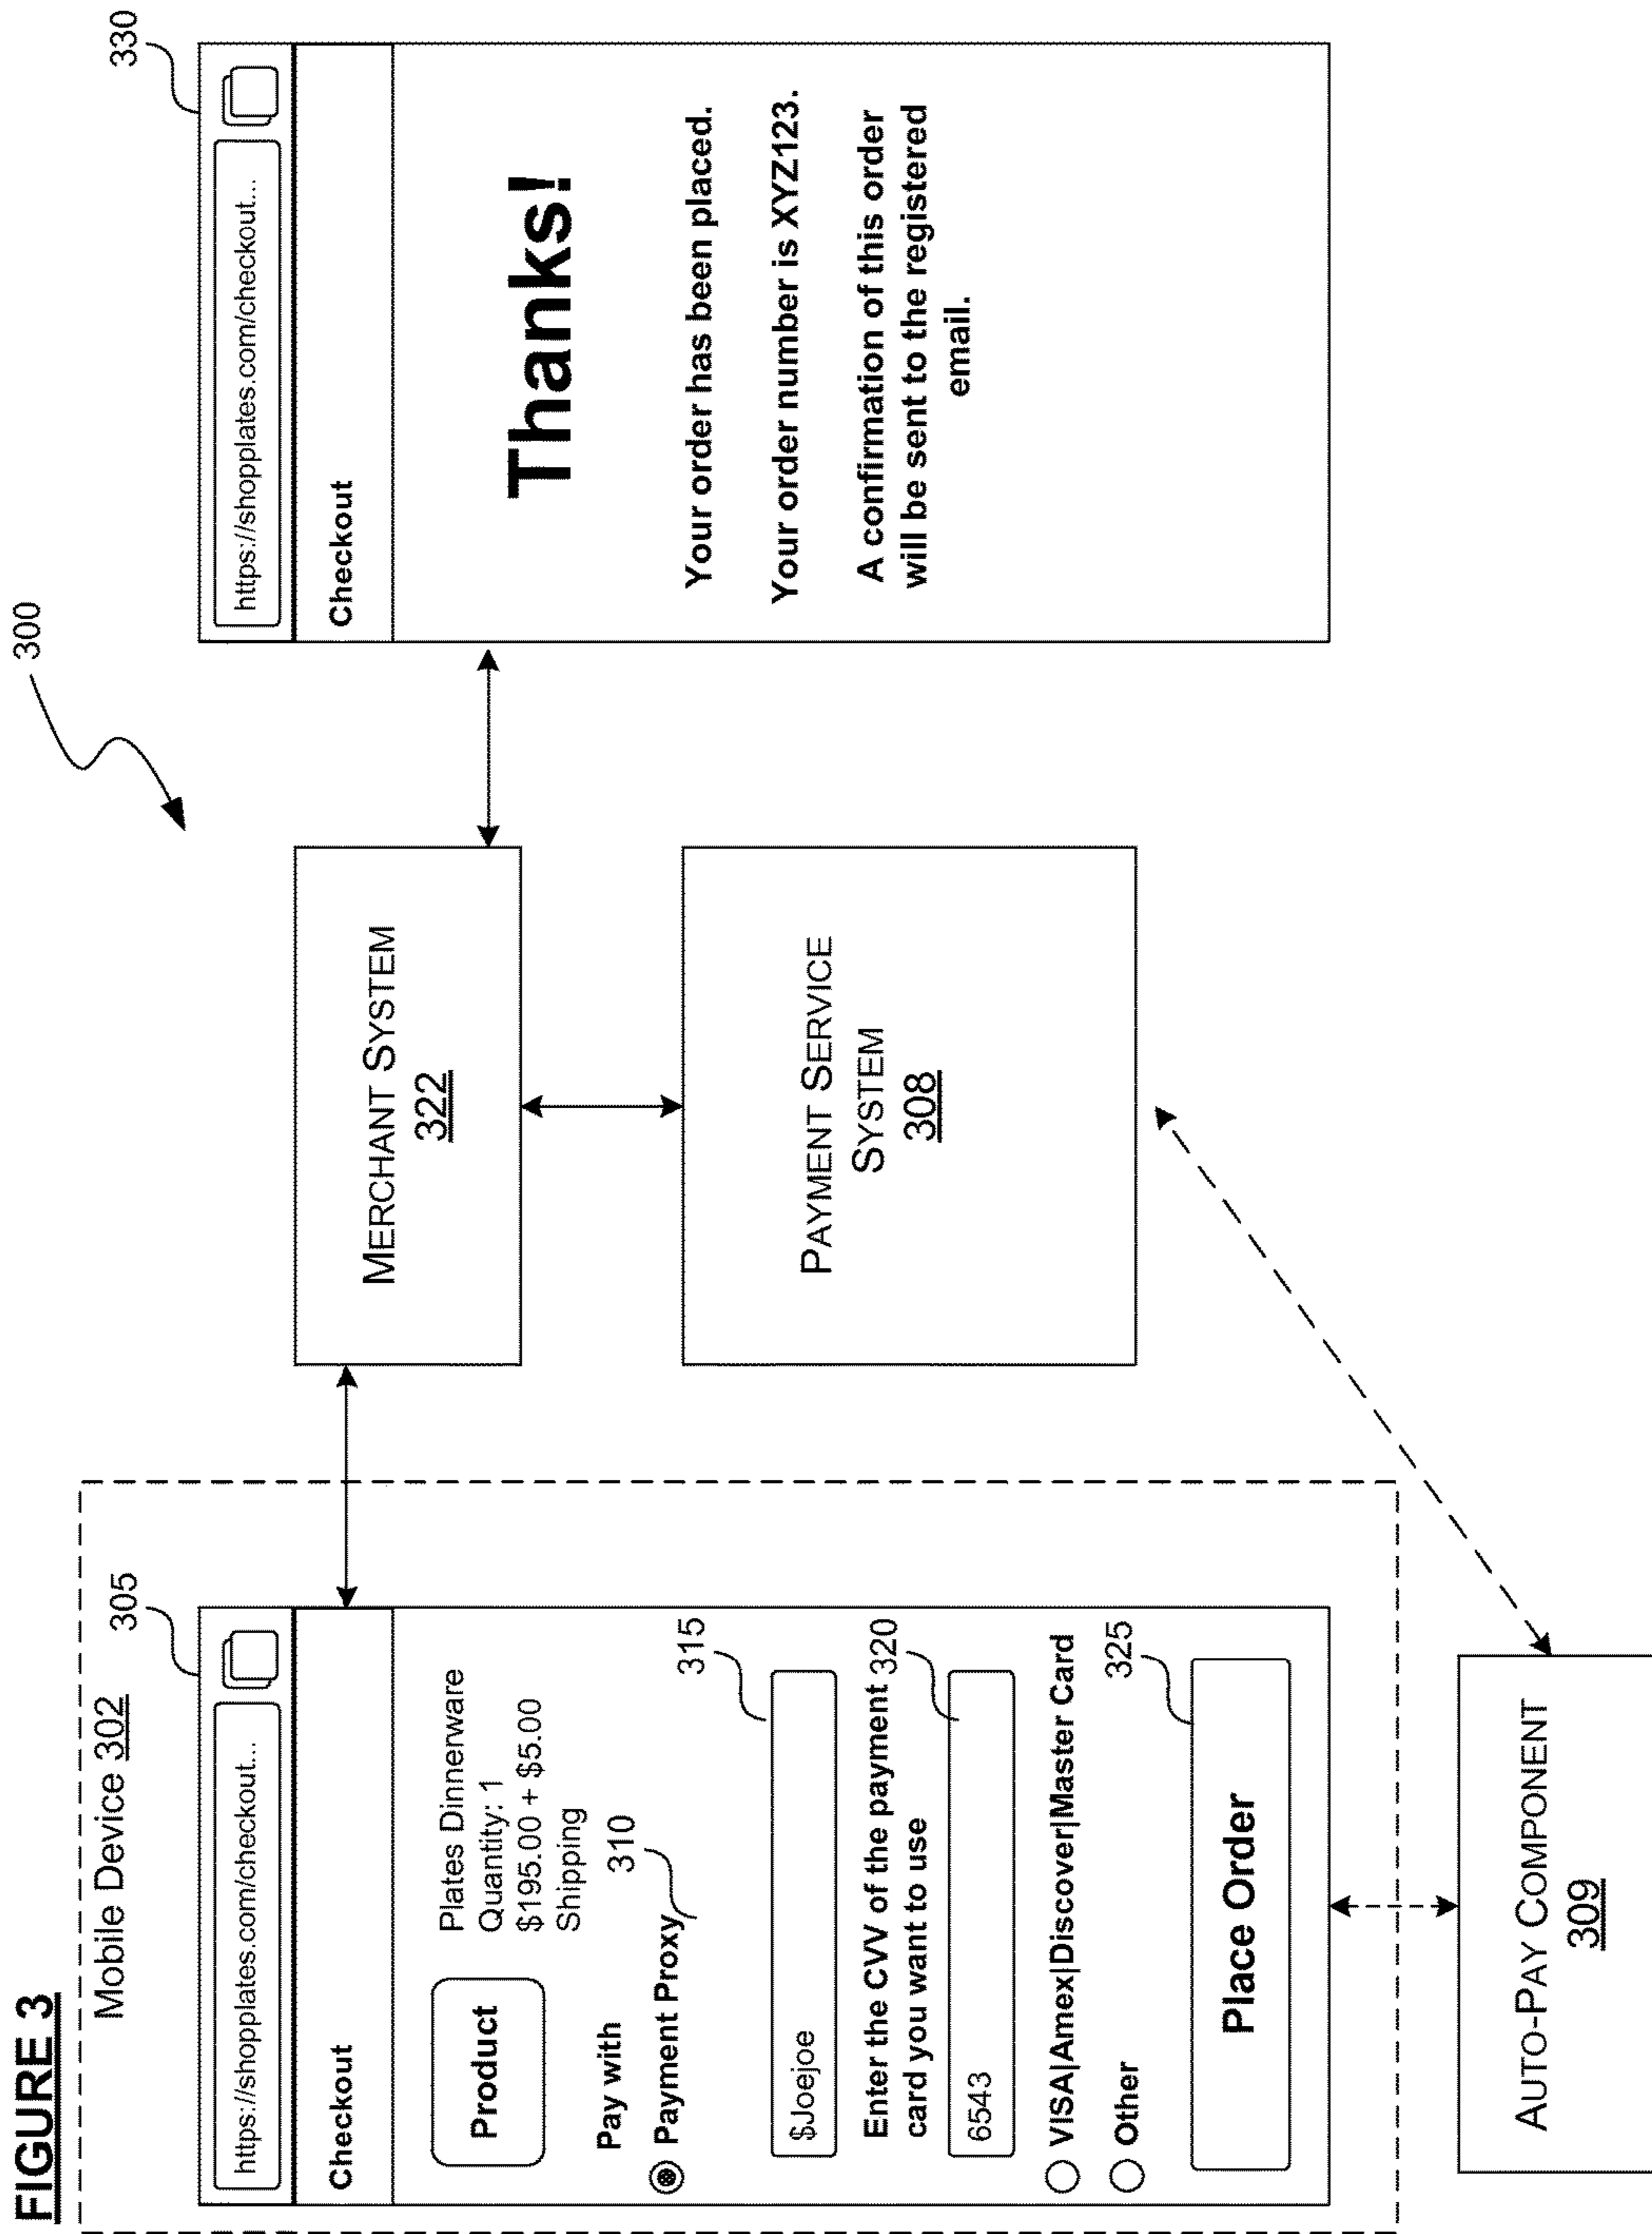 FIGURE 3
300
Mobile Device 302
305
https://shopplates.com/checkout...
Checkout
Product
Plates Dinnerware
Quantity: 1
$195.00 + $5.00
Shipping
Pay with
310
Payment Proxy
315
$Joejoe
Enter the CVV of the payment
card you want to use
320
6543
VISA|Amex|Discover|Master Card
Other
325
Place Order
AUTO-PAY COMPONENT
309
MERCHANT SYSTEM
322
PAYMENT SERVICE
SYSTEM
308
330
https://shopplates.com/checkout...
Checkout
Thanks!
Your order has been placed.
Your order number is XYZ123.
A confirmation of this order
will be sent to the registered
email.